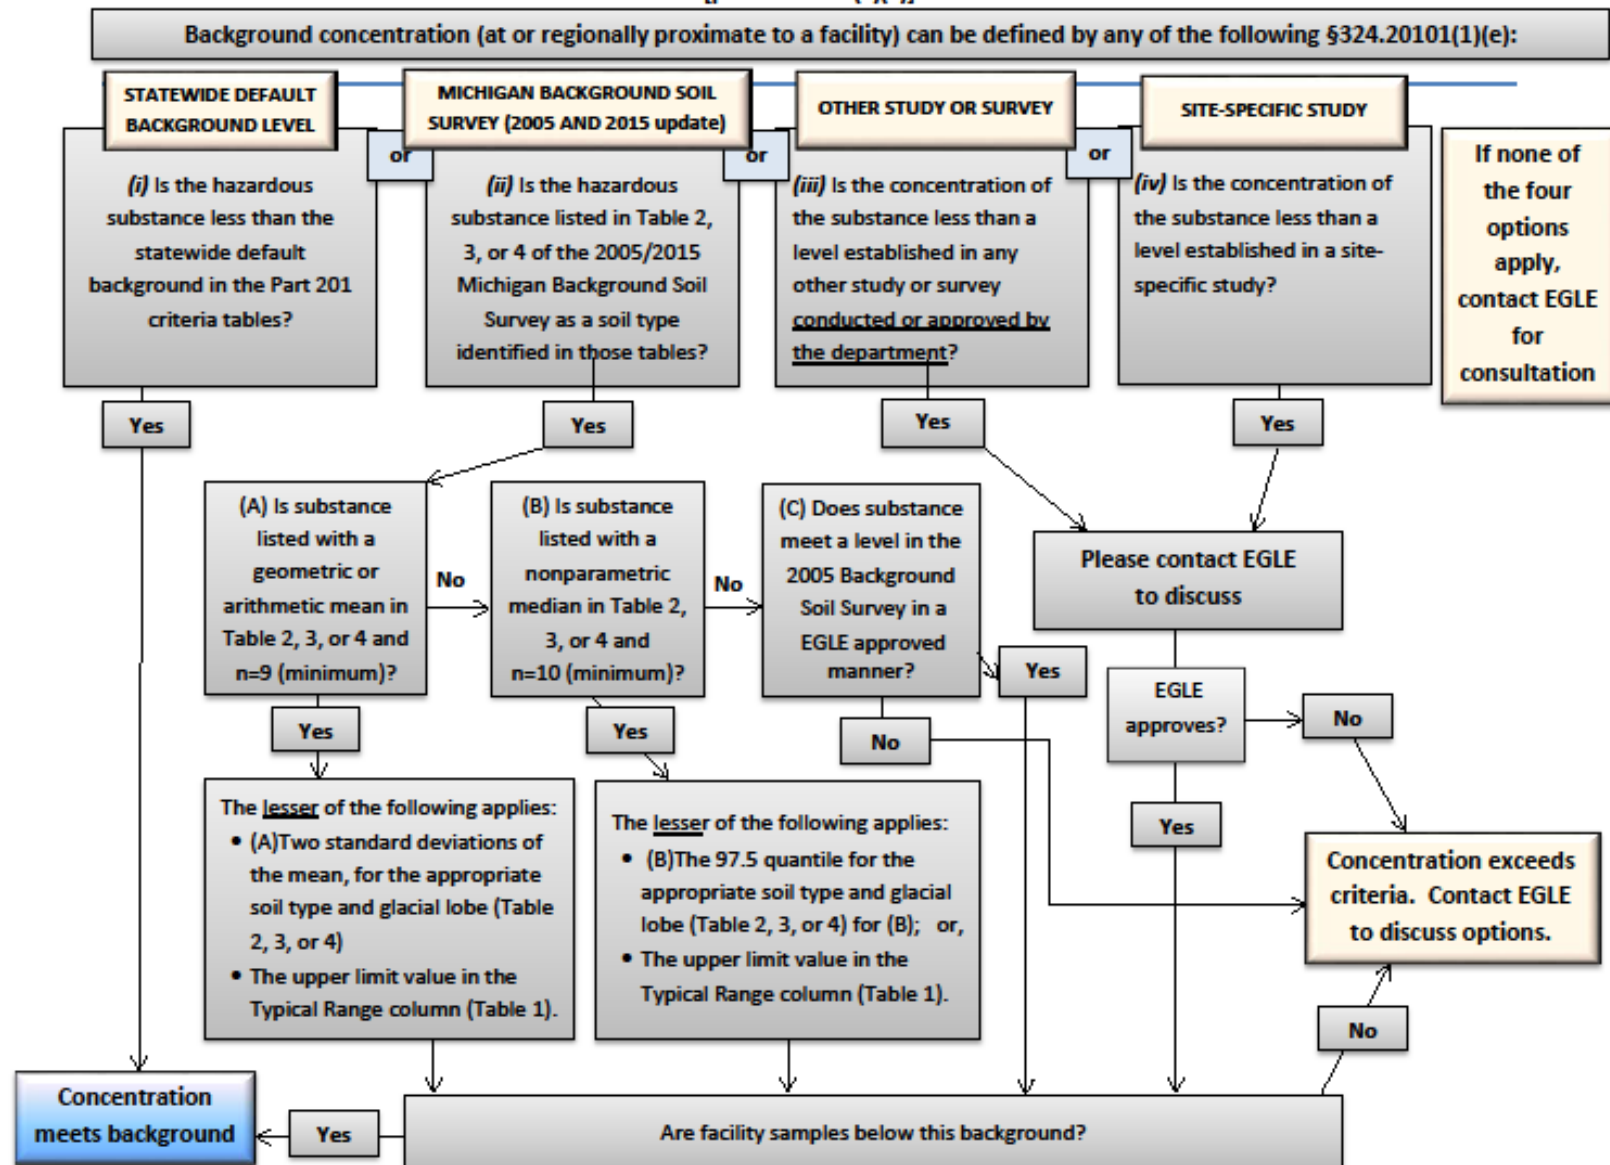 Background concentration (at or regionally proximate to a facility) can be defined by any of the following §324.20101(1)(e):
STATEWIDE DEFAULT
BACKGROUND LEVEL
MICHIGAN BACKGROUND SOIL
SURVEY (2005 AND 2015 update)
OTHER STUDY OR SURVEY
SITE-SPECIFIC STUDY
(i) Is the hazardous
substance less than the
statewide default
background in the Part 201
criteria tables?
or
(ii) Is the hazardous
substance listed in Table 2,
3, or 4 of the 2005/2015
Michigan Background Soil
Survey as a soil type
identified in those tables?
or
(iii) Is the concentration of
the substance less than a
level established in any
other study or survey
conducted or approved by
the department?
or
(iv) Is the concentration of
the substance less than a
level established in a site-
specific study?
If none of
the four
options
apply,
contact EGLE
for
consultation
Yes
Yes
Yes
Yes
(A) Is substance
listed with a
geometric or
arithmetic mean in
Table 2, 3, or 4 and
n=9 (minimum)?
No
(B) Is substance
listed with a
nonparametric
median in Table 2,
3, or 4 and
n=10 (minimum)?
No
(C) Does substance
meet a level in the
2005 Background
Soil Survey in a
EGLE approved
manner?
Please contact EGLE
to discuss
Yes
Yes
Yes
No
EGLE
approves?
No
Yes
The lesser of the following applies:
• (A)Two standard deviations of
the mean, for the appropriate
soil type and glacial lobe (Table
2, 3, or 4)
• The upper limit value in the
Typical Range column (Table 1).
The lesser of the following applies:
• (B)The 97.5 quantile for the
appropriate soil type and glacial
lobe (Table 2, 3, or 4) for (B); or,
• The upper limit value in the
Typical Range column (Table 1).
Concentration exceeds
criteria. Contact EGLE
to discuss options.
No
Concentration
meets background
Yes
Are facility samples below this background?